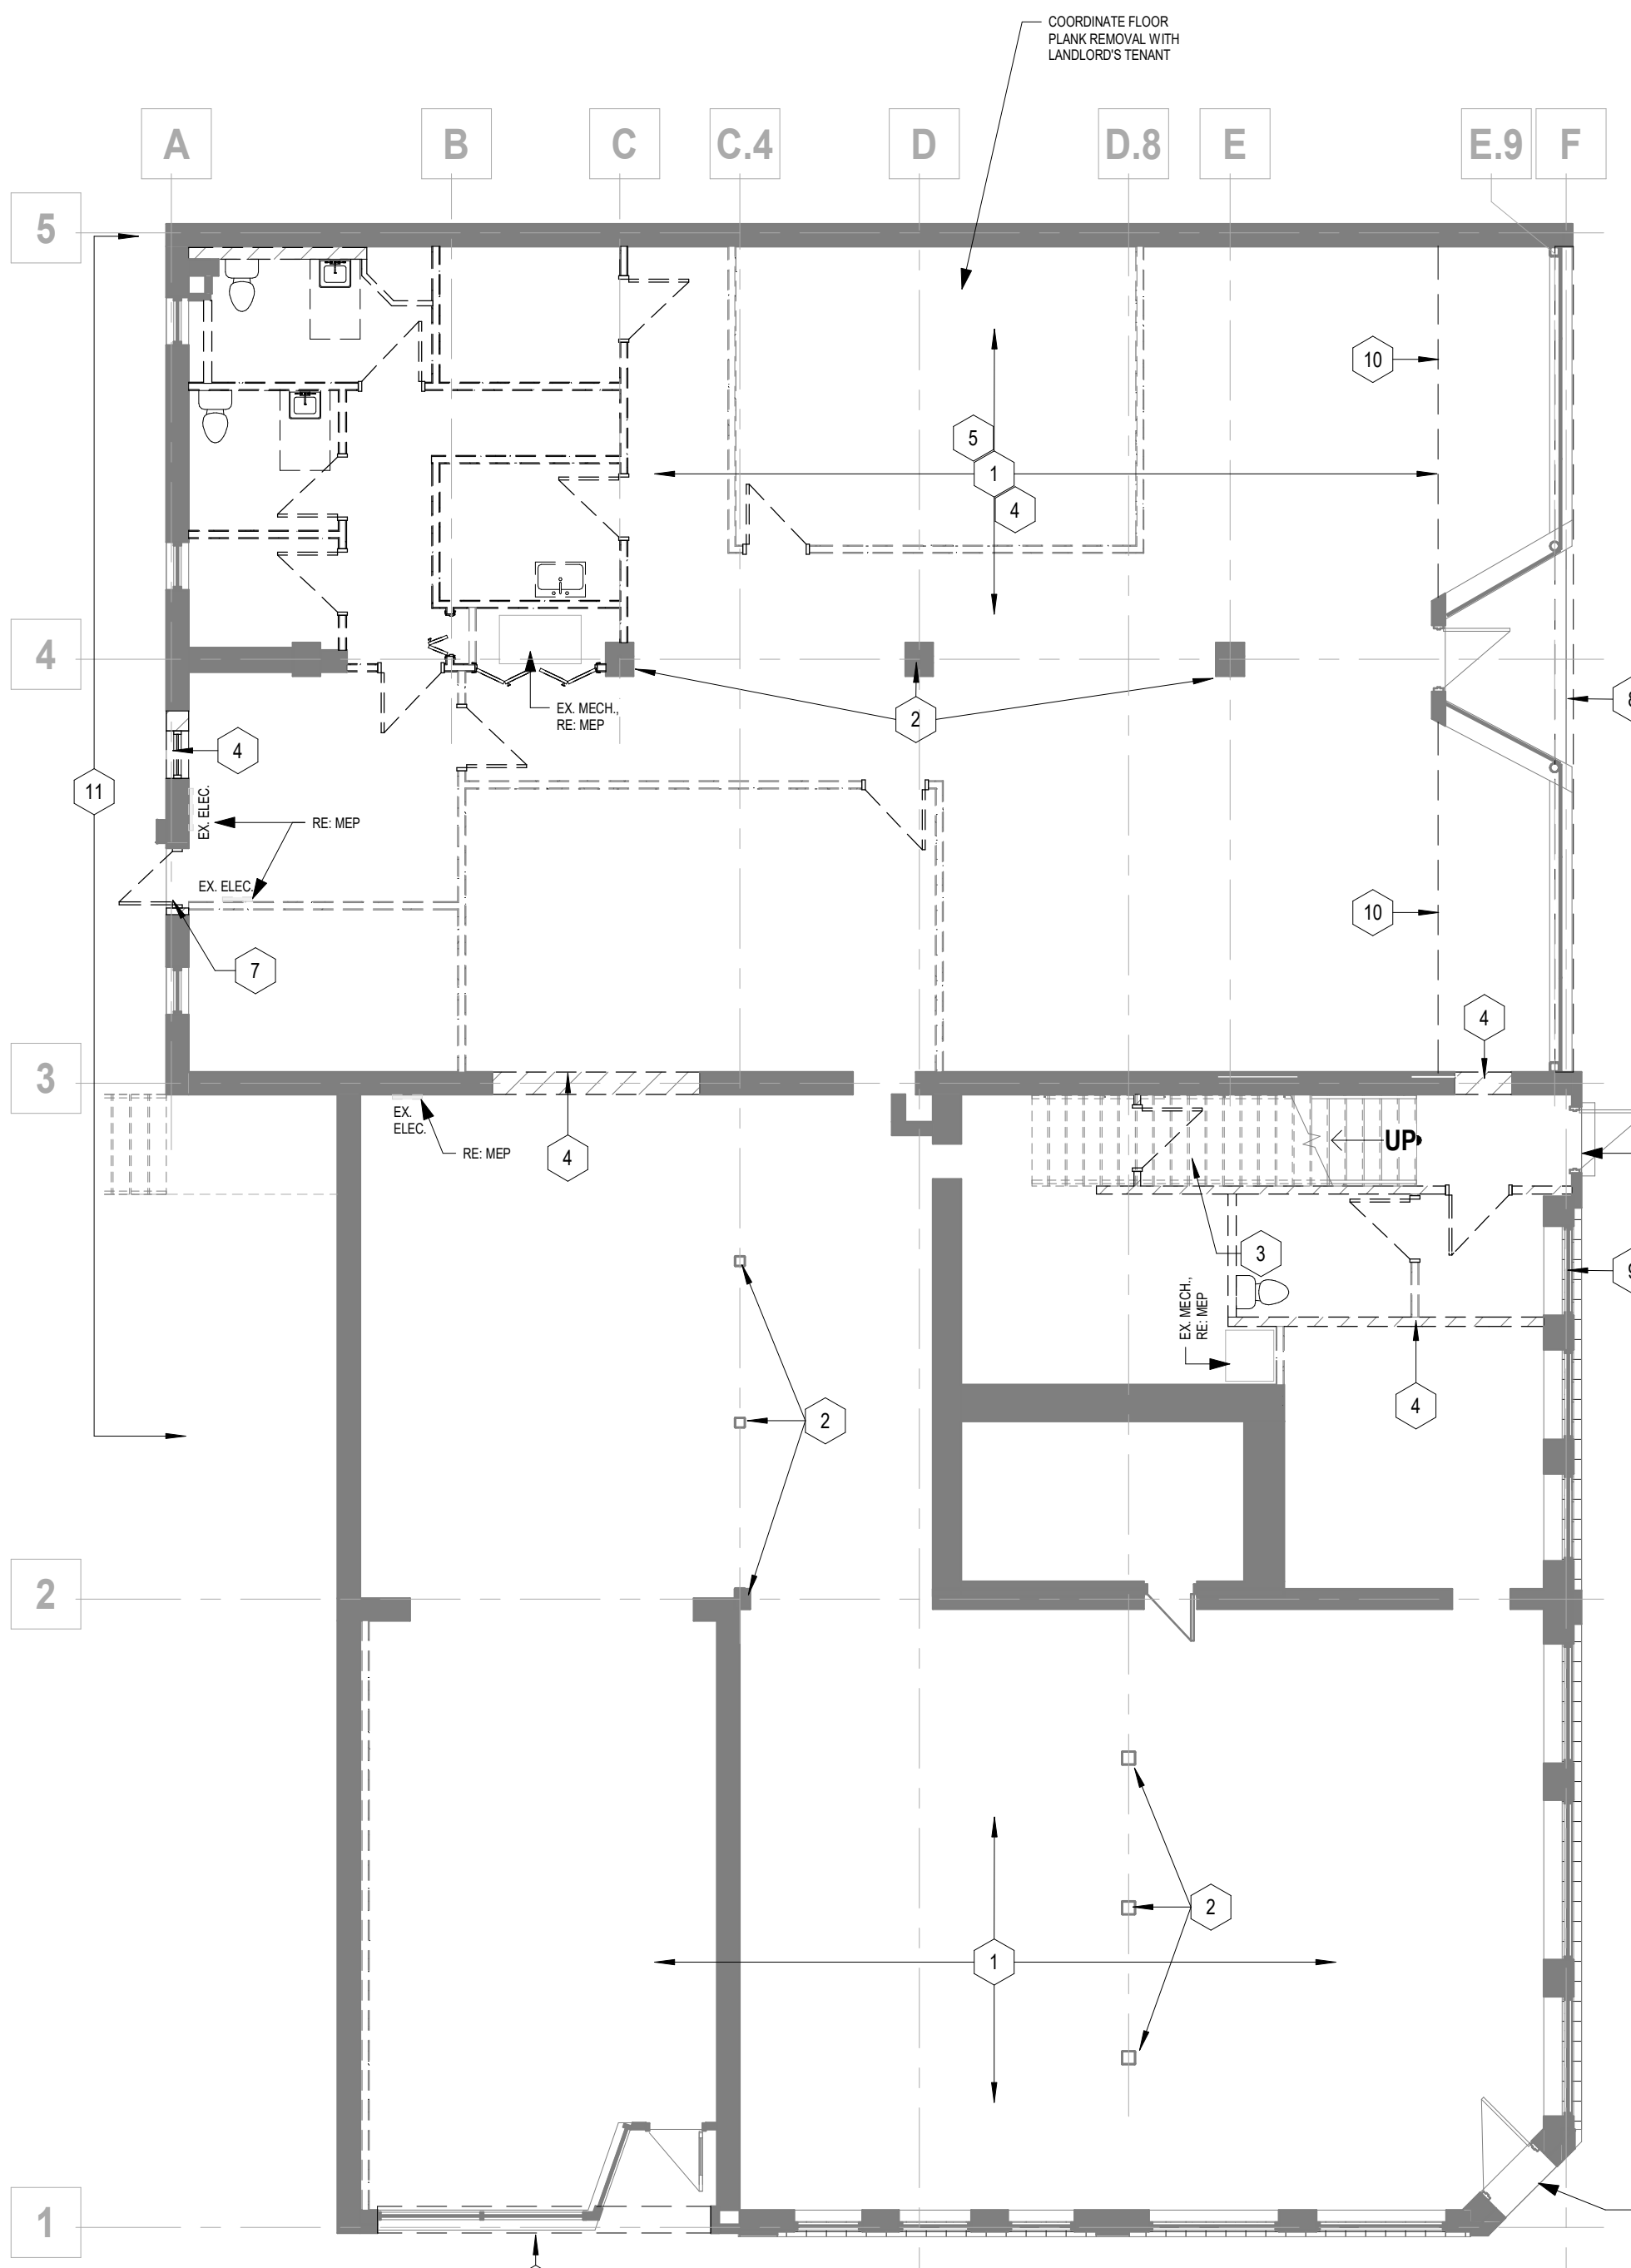 COORDINATE FLOOR
PLANK REMOVAL WITH
LANDLORD'S TENANT
A
B
C
C.4
D
D.8
E
E.9
F
5
10
5
1
4
4
2
8
EX. MECH.,
RE: MEP
4
11
EX. ELEC.
RE: MEP
EX. ELEC.
10
7
4
3
EX.
ELEC.
RE: MEP
4
UP
3
9
EX. MECH.,
RE: MEP
4
2
2
2
1
1